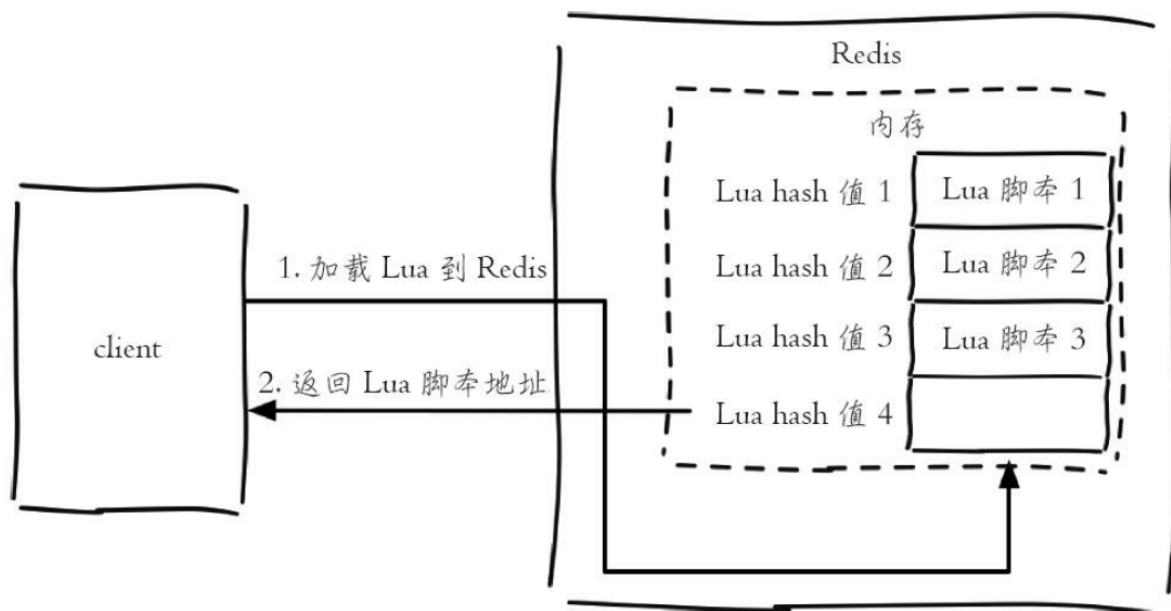 Redis
内存
Lua hash 值 1
Lua 脚本 1
Lua hash 值 2
Lua 脚本 2
Lua hash 值 3
Lua 脚本 3
Lua hash 值 4
1. 加载 Lua 到 Redis
client
2. 返回 Lua 脚本地址